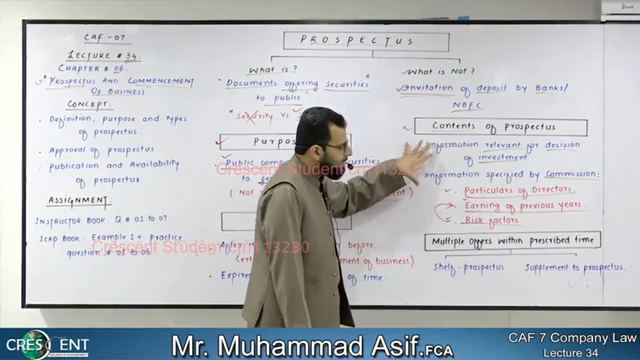 PROSPECTUS
CAF-07
LECTURE # 34:
CHAPTER # 06
* PROSPECTUS AND COMMENCEMENT
OF BUSINESS
CONCEPT:
- Definition, purpose and types
of prospectus.
- Approval of prospectus
- Publication and Availability
of prospectus
ASSIGNMENT
INSTRUCTOR BOOK. Q # 01 TO 07.
ICAP BOOK: Example 1 + practice
question # 01 TO 05
What is?
Documents offering securities
to public.
* Security vs
Purpos
Public comp
securities
to
(Not
before
ment of business)
Expires
of time.
What is Not?
Invitation of deposit by Banks/
NBFC
Contents of prospectus
Information relevant for decision
of investment
Information specified by Commission:
Particulars of Directors
Earning of previous years.
Risk factors
Multiple offers within prescribed time
Shelf-prospectus
Supplement to prospectus.
Crescent Student
Crescent Student
113230
CRESCENT
Mr. Muhammad Asif.FCA
CAF 7 Company Law
Lecture 34